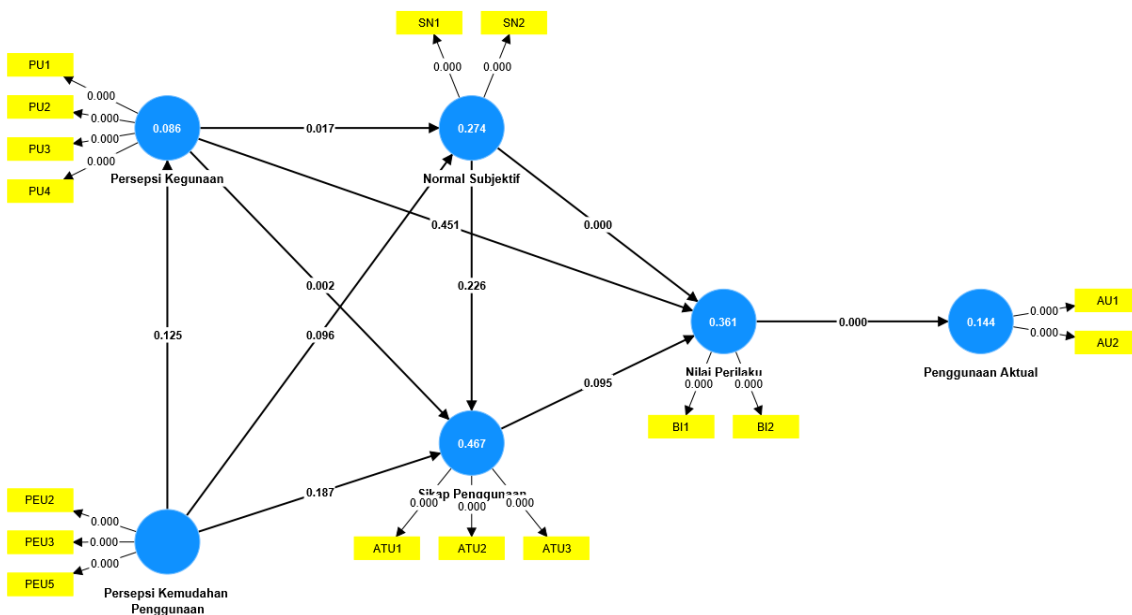 SN1
SN2
0.000
0.000
PU1
PU2
PU3
PU4
0.000
0.000
0.000
0.000
0.086
Persepsi Kegunaan
0.017
0.274
Normal Subjektif
0.451
0.000
0.002
0.226
0.125
0.096
0.361
Nilai Perilaku
0.000
0.144
Penggunaan Aktual
0.000
0.000
AU1
AU2
0.095
0.000
0.000
BI1
BI2
0.467
Sikap Penggunaan
0.187
0.000
0.000
0.000
ATU1
ATU2
ATU3
PEU2
PEU3
PEU5
0.000
0.000
0.000
Persepsi Kemudahan
Penggunaan